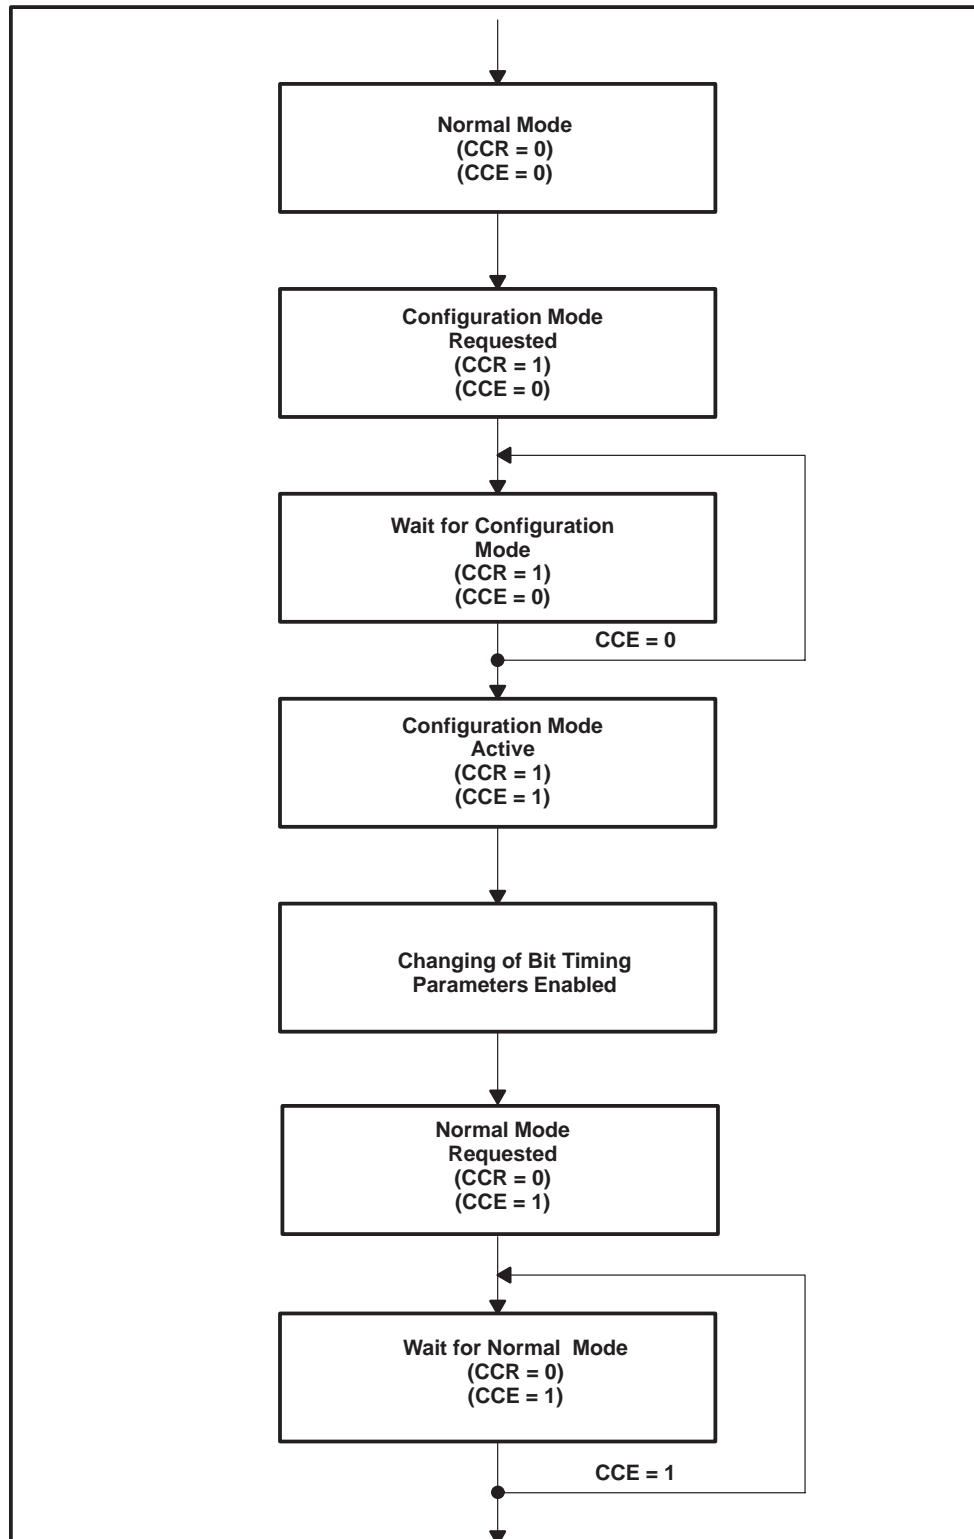 Normal Mode
(CCR = 0)
(CCE = 0)
Configuration Mode
Requested
(CCR = 1)
(CCE = 0)
Wait for Configuration
Mode
(CCR = 1)
(CCE = 0)
CCE = 0
Configuration Mode
Active
(CCR = 1)
(CCE = 1)
Changing of Bit Timing
Parameters Enabled
Normal Mode
Requested
(CCR = 0)
(CCE = 1)
Wait for Normal Mode
(CCR = 0)
(CCE = 1)
CCE = 1